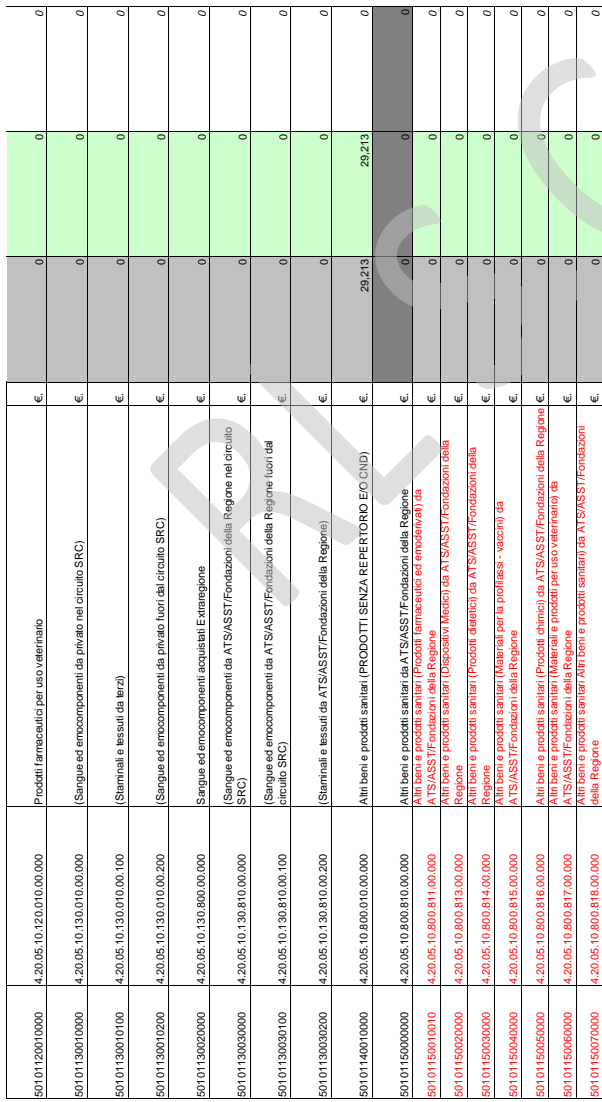 50101120010000 4.20.05.10.120.010.00.000 Prodotti farmaceutici per uso veterinario €. 0 0 0
50101130010000 4.20.05.10.130.010.00.000 (Sangue ed emocomponenti da privato nel circuito SRC) €. 0 0 0
50101130010100 4.20.05.10.130.010.00.100 (Staminali e tessuti da terzi) €. 0 0 0
50101130010200 4.20.05.10.130.010.00.200 (Sangue ed emocomponenti da privato fuori dal circuito SRC) €. 0 0 0
50101130020000 4.20.05.10.130.800.00.000 Sangue ed emocomponenti acquistati Extraregione €. 0 0 0
50101130030000 4.20.05.10.130.810.00.000 (Sangue ed emocomponenti da ATS/ASST/Fondazioni della Regione nel circuito
SRC) €. 0 0 0
50101130030100 4.20.05.10.130.810.00.100 (Sangue ed emocomponenti da ATS/ASST/Fondazioni della Regione fuori dal
circuito SRC) €. 0 0 0
50101130030200 4.20.05.10.130.810.00.200 (Staminali e tessuti da ATS/ASST/Fondazioni della Regione) €. 0 0 0
50101140010000 4.20.05.10.800.010.00.000 Altri beni e prodotti sanitari (PRODOTTI SENZA REPERTORIO E/O CND) €. 29,213 29,213 0
50101150000000 4.20.05.10.800.810.00.000 Altri beni e prodotti sanitari da ATS/ASST/Fondazioni della Regione €. 0 0 0
50101150010010 4.20.05.10.800.811.00.000 Altri beni e prodotti sanitari (Prodotti farmaceutici ed emoderivati) da
ATS/ASST/Fondazioni della Regione €. 0 0 0
50101150020000 4.20.05.10.800.813.00.000 Altri beni e prodotti sanitari (Dispositivi Medici) da ATS/ASST/Fondazioni della
Regione €. 0 0 0
50101150030000 4.20.05.10.800.814.00.000 Altri beni e prodotti sanitari (Prodotti dietetici) da ATS/ASST/Fondazioni della
Regione €. 0 0 0
50101150040000 4.20.05.10.800.815.00.000 Altri beni e prodotti sanitari (Materiali per la profilassi - vaccini) da
ATS/ASST/Fondazioni della Regione €. 0 0 0
50101150050000 4.20.05.10.800.816.00.000 Altri beni e prodotti sanitari (Prodotti chimici) da ATS/ASST/Fondazioni della Regione €. 0 0 0
50101150060000 4.20.05.10.800.817.00.000 Altri beni e prodotti sanitari (Materiali e prodotti per uso veterinario) da
ATS/ASST/Fondazioni della Regione €. 0 0 0
50101150070000 4.20.05.10.800.818.00.000 Altri beni e prodotti sanitari Altri beni e prodotti sanitari) da ATS/ASST/Fondazioni
della Regione €. 0 0 0